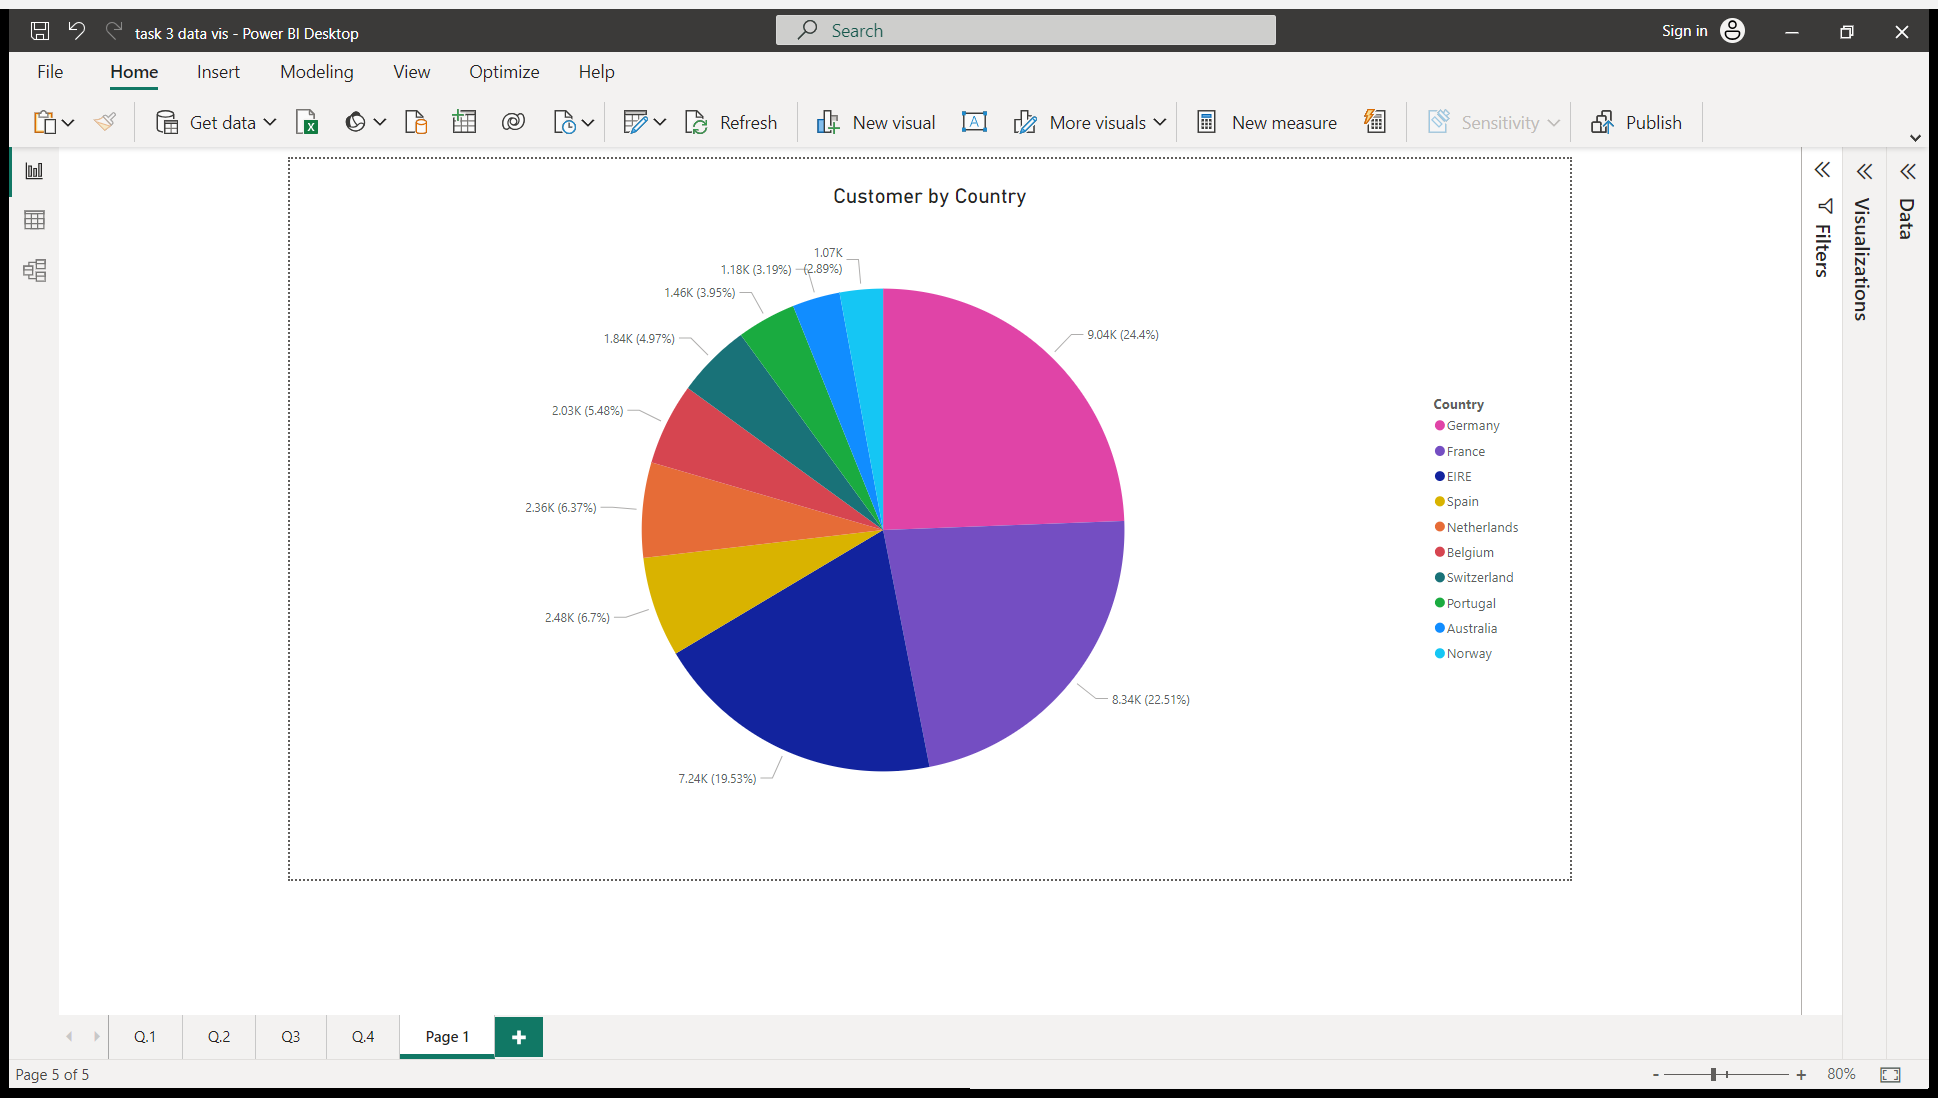 task 3 data vis - Power BI Desktop
Search
Sign in
File Home Insert Modeling View Optimize Help
Get data Refresh New visual More visuals New measure Sensitivity Publish
Customer by Country
1.07K
(2.89%)
1.18K (3.19%)
1.46K (3.95%)
1.84K (4.97%)
2.03K (5.48%)
2.36K (6.37%)
2.48K (6.7%)
7.24K (19.53%)
9.04K (24.4%)
8.34K (22.51%)
Country
Germany
France
EIRE
Spain
Netherlands
Belgium
Switzerland
Portugal
Australia
Norway
Filters
Visualizations
Data
Q.1 Q.2 Q3 Q.4 Page 1 +
Page 5 of 5
- + 80%